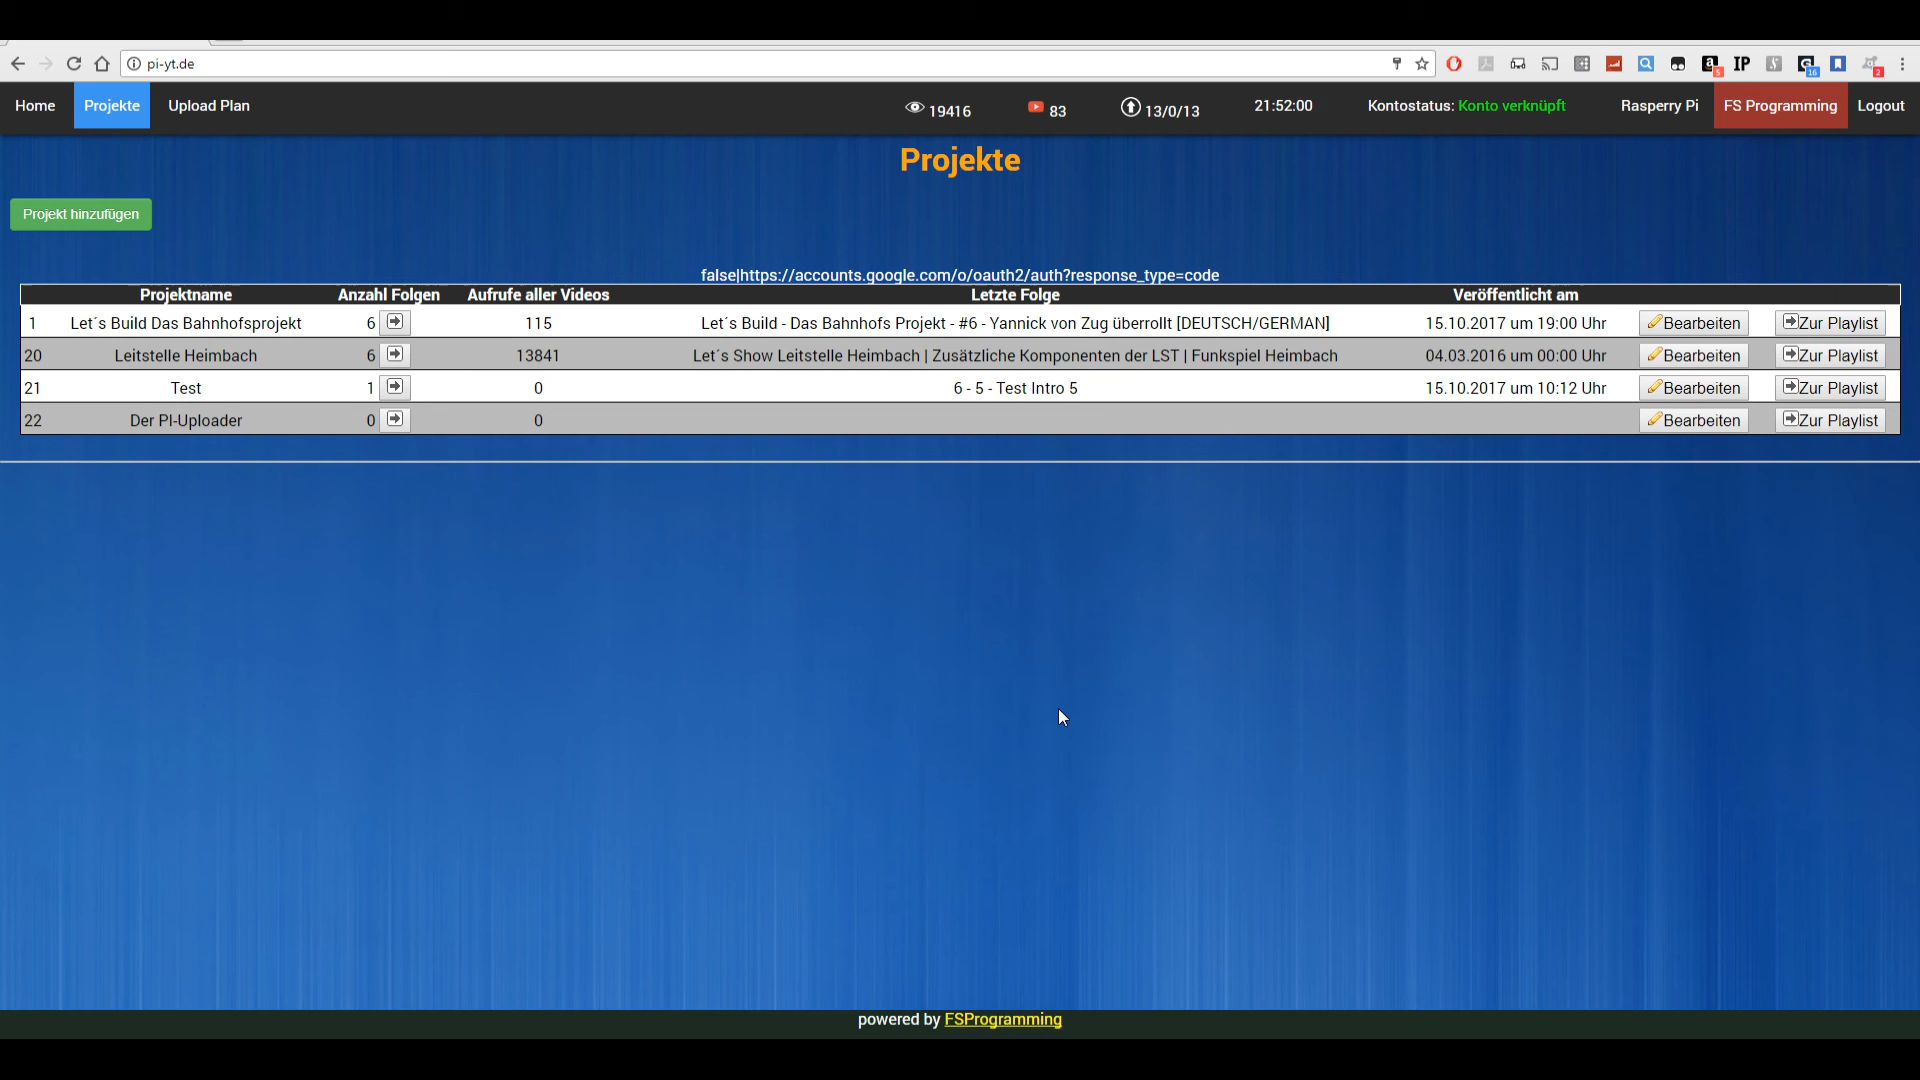 pi-yt.de
IP
5
16
2
Home Projekte Upload Plan 19416 83 13/0/13 21:52:00 Kontostatus: Konto verknüpft Rasperry Pi FS Programming Logout
Projekte
Projekt hinzufügen
false|https://accounts.google.com/o/oauth2/auth?response_type=code
Projektname Anzahl Folgen Aufrufe aller Videos Letzte Folge Veröffentlicht am
1 Let´s Build Das Bahnhofsprojekt 6 115 Let´s Build - Das Bahnhofs Projekt - #6 - Yannick von Zug überrollt [DEUTSCH/GERMAN] 15.10.2017 um 19:00 Uhr Bearbeiten Zur Playlist
20 Leitstelle Heimbach 6 13841 Let´s Show Leitstelle Heimbach | Zusätzliche Komponenten der LST | Funkspiel Heimbach 04.03.2016 um 00:00 Uhr Bearbeiten Zur Playlist
21 Test 1 0 6 - 5 - Test Intro 5 15.10.2017 um 10:12 Uhr Bearbeiten Zur Playlist
22 Der PI-Uploader 0 0 Bearbeiten Zur Playlist
powered by FSProgramming